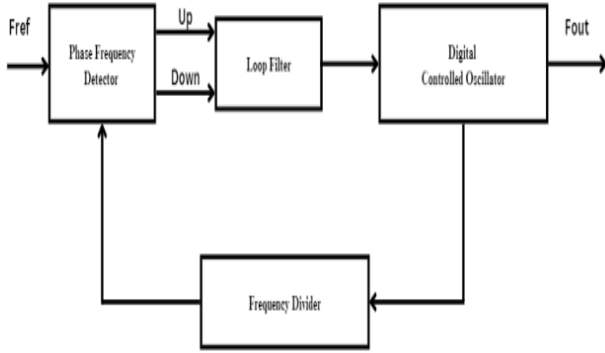 Fref
Phase Frequency
Detector
Up
Down
Loop Filter
Digital
Controlled Oscillator
Fout
Frequency Divider